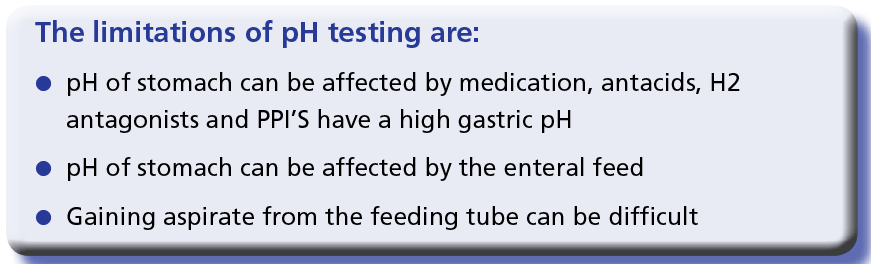 The limitations of pH testing are:
● pH of stomach can be affected by medication, antacids, H2
antagonists and PPI’S have a high gastric pH
● pH of stomach can be affected by the enteral feed
● Gaining aspirate from the feeding tube can be difficult